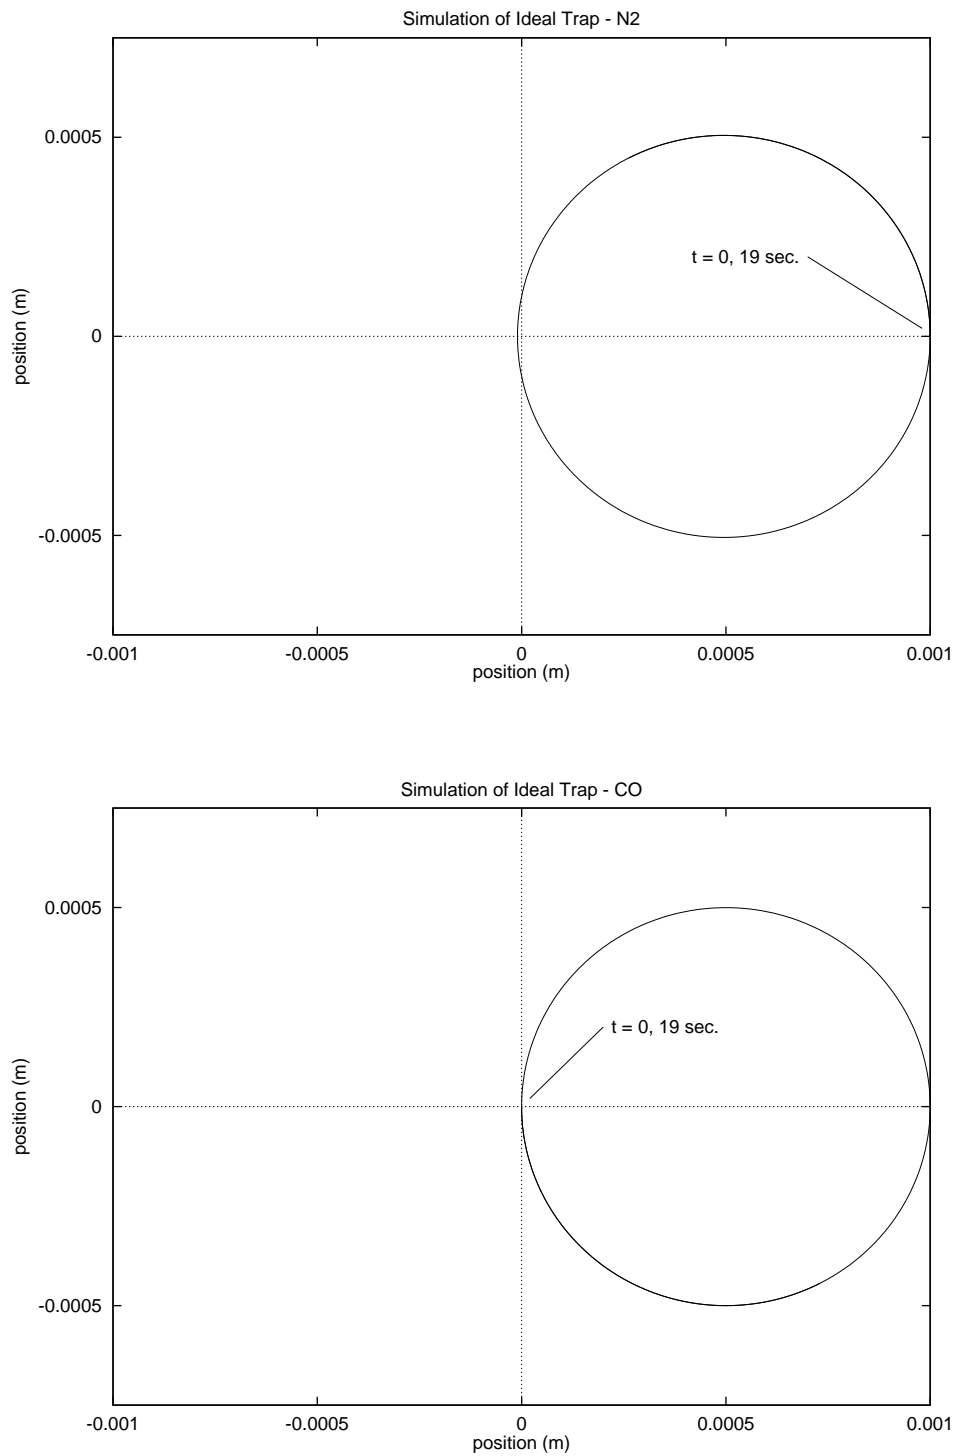 Simulation of Ideal Trap - N2
0.0005
t = 0, 19 sec.
position (m)
0
-0.0005
-0.001
-0.0005
0
0.0005
0.001
position (m)
Simulation of Ideal Trap - CO
0.0005
t = 0, 19 sec.
position (m)
0
-0.0005
-0.001
-0.0005
0
0.0005
0.001
position (m)